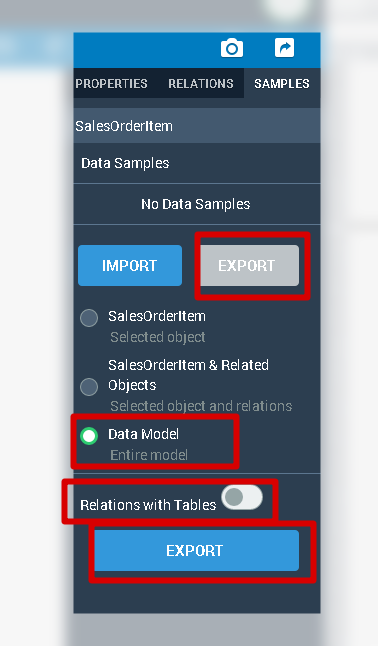 PROPERTIES RELATIONS SAMPLES
SalesOrderItem
Data Samples
No Data Samples
IMPORT EXPORT
SalesOrderItem
Selected object
SalesOrderItem & Related
Objects
Selected object and relations
Data Model
Entire model
Relations with Tables
EXPORT